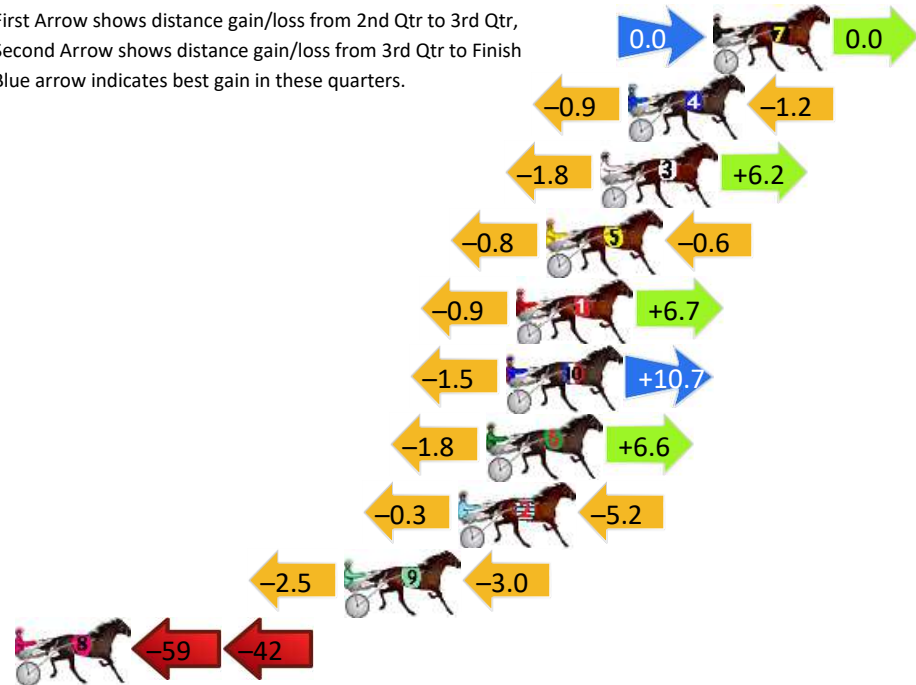 First Arrow shows distance gain/loss from 2nd Qtr to 3rd Qtr,
Second Arrow shows distance gain/loss from 3rd Qtr to Finish
Blue arrow indicates best gain in these quarters.
0.0 7 0.0
–0.9 4 –1.2
–1.8 3 +6.2
–0.8 5 –0.6
–0.9 1 +6.7
–1.5 10 +10.7
–1.8 6 +6.6
–0.3 2 –5.2
–2.5 9 –3.0
8 –59 –42